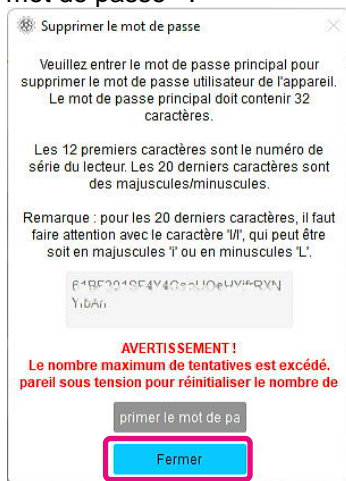 mot de passe
Supprimer le mot de passe
Veuillez entrer le mot de passe principal pour
supprimer le mot de passe utilisateur de l'appareil.
Le mot de passe principal doit contenir 32
caractères.
Les 12 premiers caractères sont le numéro de
série du lecteur. Les 20 derniers caractères sont
des majuscules/minuscules.
Remarque : pour les 20 derniers caractères, il faut
faire attention avec le caractère 'I/l', qui peut être
soit en majuscules 'i' ou en minuscules 'L'.
AVERTISSEMENT !
Le nombre maximum de tentatives est excédé.
pareil sous tension pour réinitialiser le nombre de
primer le mot de pa
Fermer